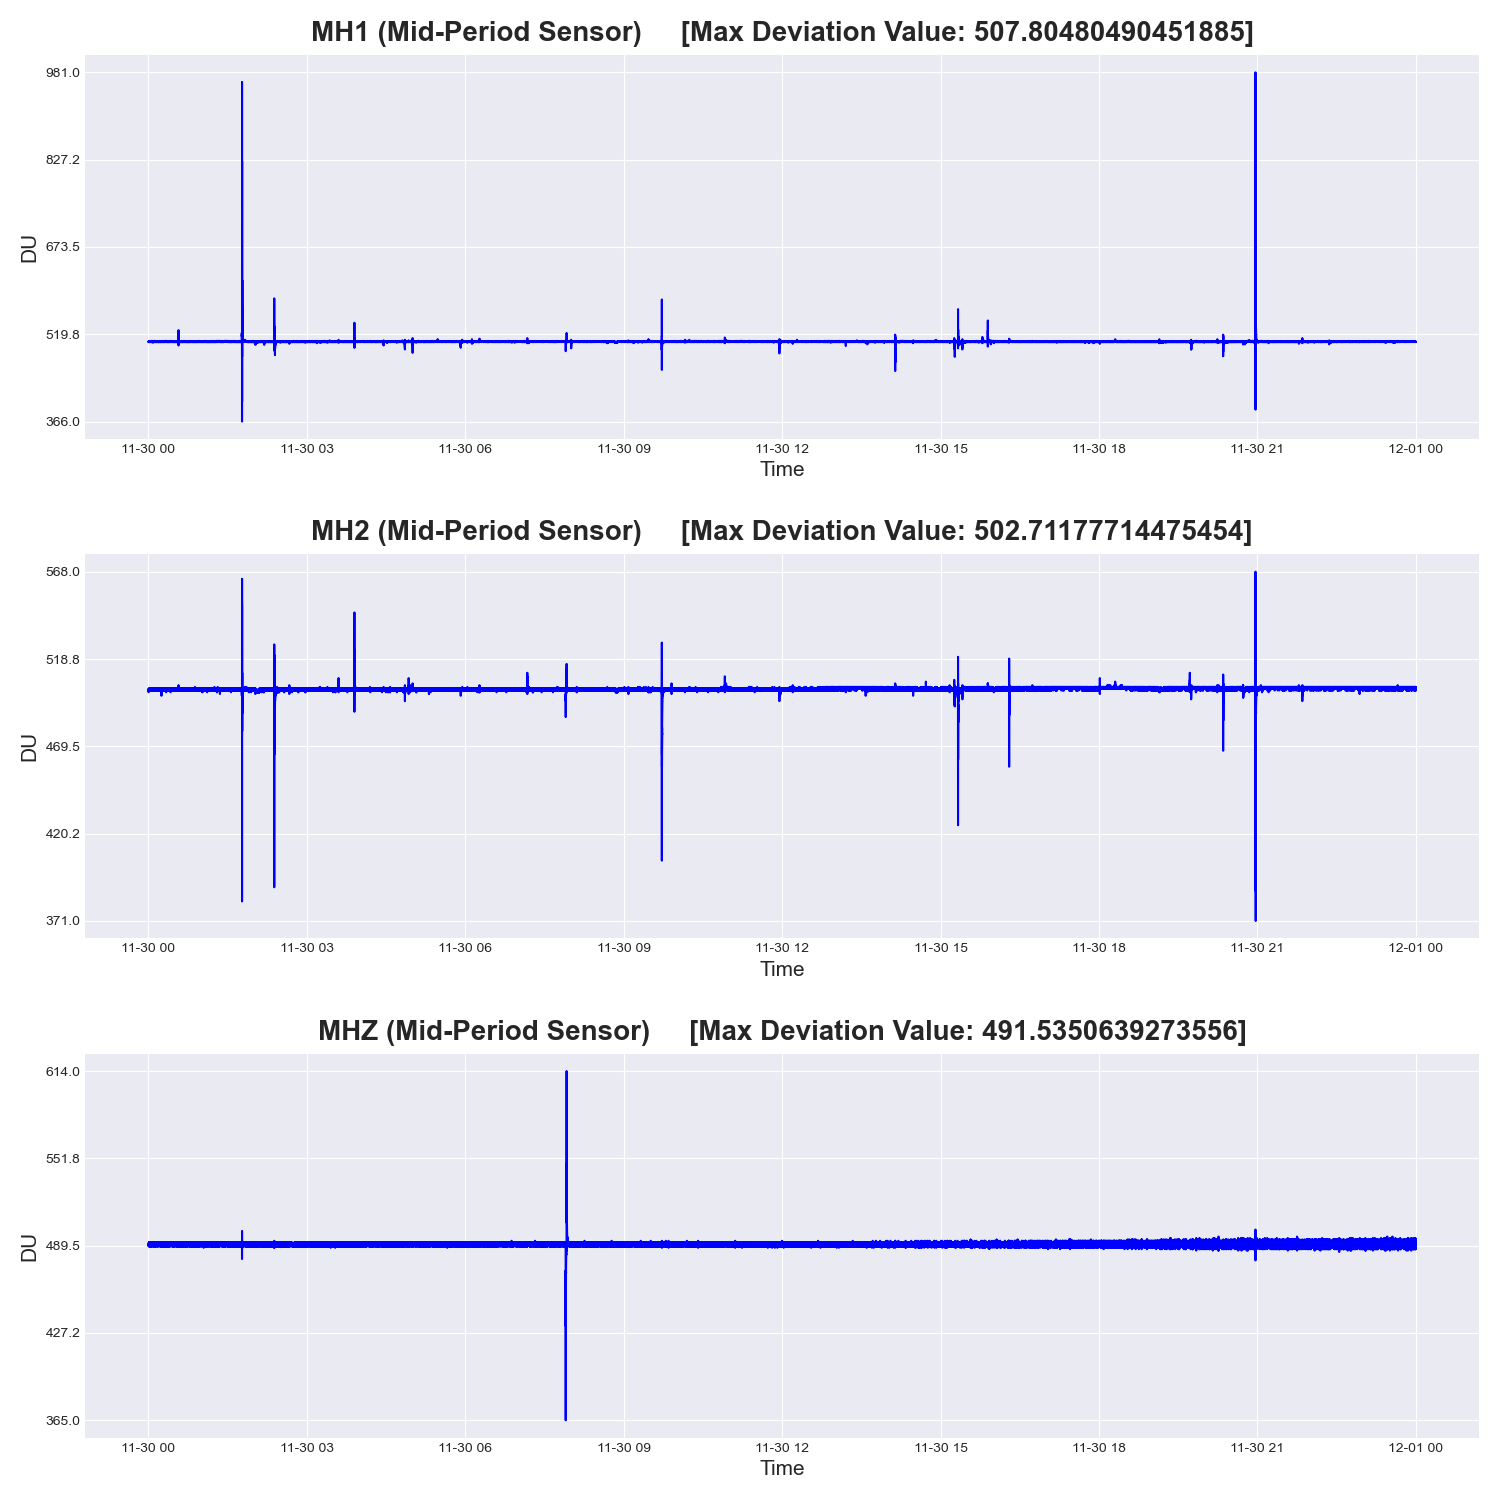 MH1 (Mid-Period Sensor) [Max Deviation Value: 507.80480490451885]
981.0
827.2
673.5
519.8
366.0
DU
11-30 00 11-30 03 11-30 06 11-30 09 11-30 12 11-30 15 11-30 18 11-30 21 12-01 00
Time
MH2 (Mid-Period Sensor) [Max Deviation Value: 502.71177714475454]
568.0
518.8
469.5
420.2
371.0
DU
11-30 00 11-30 03 11-30 06 11-30 09 11-30 12 11-30 15 11-30 18 11-30 21 12-01 00
Time
MHZ (Mid-Period Sensor) [Max Deviation Value: 491.5350639273556]
614.0
551.8
489.5
427.2
365.0
DU
11-30 00 11-30 03 11-30 06 11-30 09 11-30 12 11-30 15 11-30 18 11-30 21 12-01 00
Time